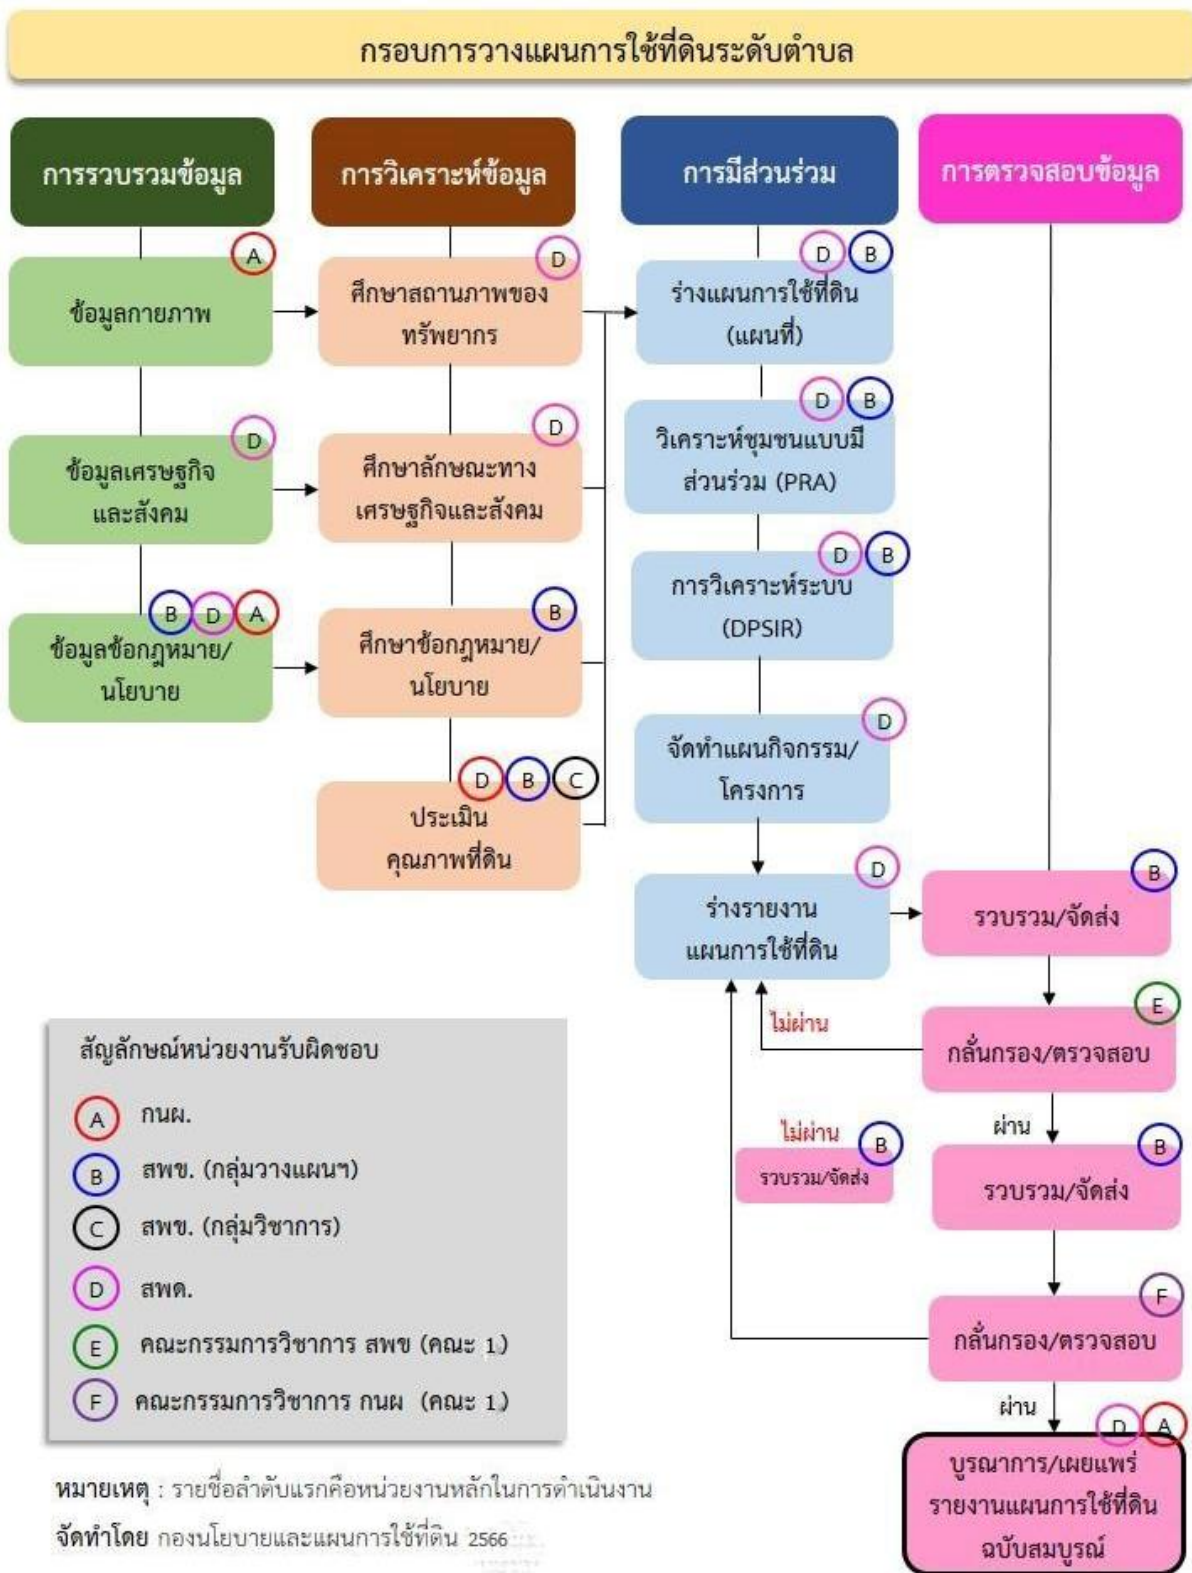 กรอบการวางแผนการใช้ที่ดินระดับตำบล
การรวบรวมข้อมูล
การวิเคราะห์ข้อมูล
การมีส่วนร่วม
การตรวจสอบข้อมูล
A
ข้อมูลกายภาพ
D
ข้อมูลเศรษฐกิจ
และสังคม
B D A
ข้อมูลข้อกฎหมาย/
นโยบาย
D
ศึกษาสถานภาพของ
ทรัพยากร
D
ศึกษาลักษณะทาง
เศรษฐกิจและสังคม
B
ศึกษาข้อกฎหมาย/
นโยบาย
D B C
ประเมิน
คุณภาพที่ดิน
D B
ร่างแผนการใช้ที่ดิน
(แผนที่)
D B
วิเคราะห์ชุมชนแบบมี
ส่วนร่วม (PRA)
D B
การวิเคราะห์ระบบ
(DPSIR)
D
จัดทำแผนกิจกรรม/
โครงการ
D
ร่างรายงาน
แผนการใช้ที่ดิน
B
รวบรวม/จัดส่ง
E
กลั่นกรอง/ตรวจสอบ
ไม่ผ่าน
ผ่าน
B
รวบรวม/จัดส่ง
ไม่ผ่าน
B
รวบรวม/จัดส่ง
F
กลั่นกรอง/ตรวจสอบ
ผ่าน
D A
บูรณาการ/เผยแพร่
รายงานแผนการใช้ที่ดิน
ฉบับสมบูรณ์
สัญลักษณ์หน่วยงานรับผิดชอบ
A กนผ.
B สพข. (กลุ่มวางแผนฯ)
C สพข. (กลุ่มวิชาการ)
D สพด.
E คณะกรรมการวิชาการ สพข (คณะ 1.)
F คณะกรรมการวิชาการ กนผ (คณะ 1.)
หมายเหตุ : รายชื่อลำดับแรกคือหน่วยงานหลักในการดำเนินงาน
จัดทำโดย กองนโยบายและแผนการใช้ที่ดิน 2566